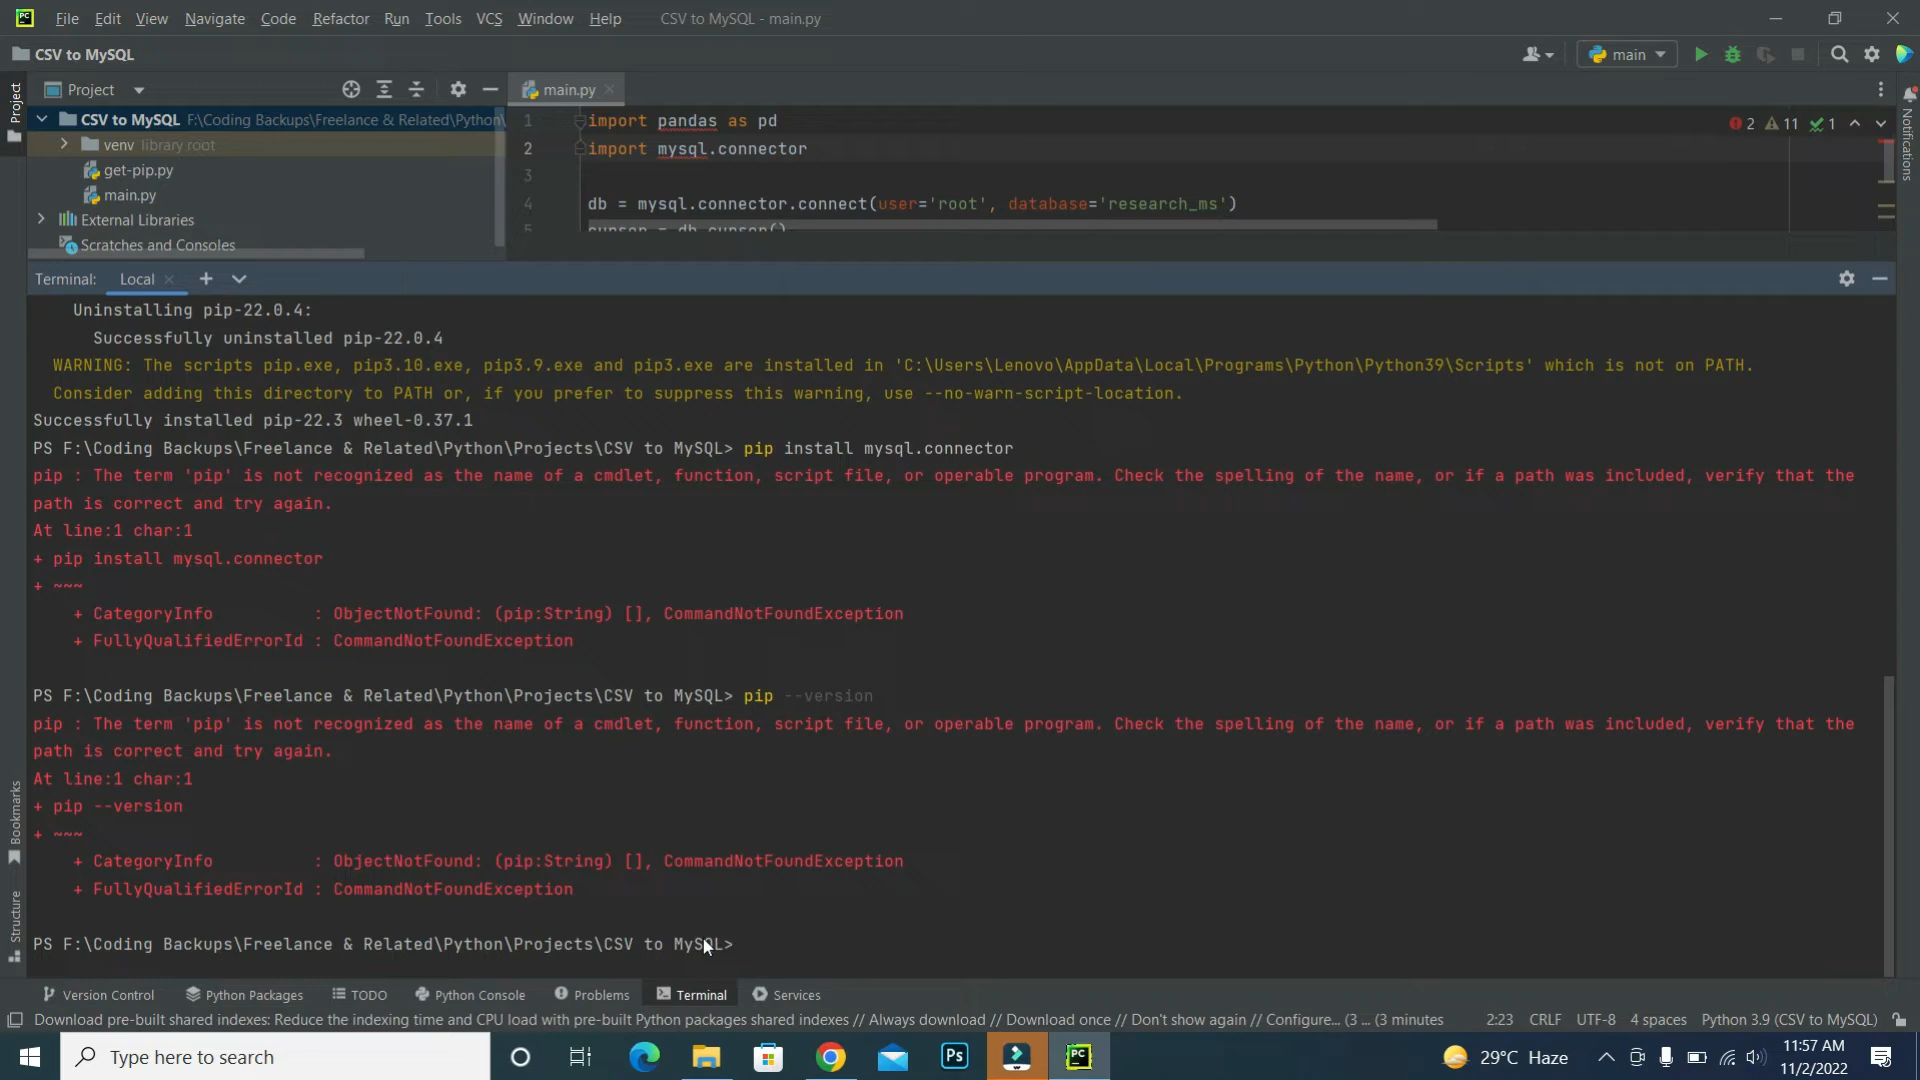 PC File Edit View Navigate Code Refactor Run Tools VCS Window Help CSV to MySQL - main.py
CSV to MySQL main
Project main.py
CSV to MySQL F:\Coding Backups\Freelance & Related\Python\
venv library root
get-pip.py
main.py
External Libraries
Scratches and Consoles
1 import pandas as pd
2 import mysql.connector
3
4 db = mysql.connector.connect(user='root', database='research_ms')
5 cursor = db.cursor()
2 11 1
Project
Notifications
Terminal: Local
Uninstalling pip-22.0.4:
Successfully uninstalled pip-22.0.4
WARNING: The scripts pip.exe, pip3.10.exe, pip3.9.exe and pip3.exe are installed in 'C:\Users\Lenovo\AppData\Local\Programs\Python\Python39\Scripts' which is not on PATH.
Consider adding this directory to PATH or, if you prefer to suppress this warning, use --no-warn-script-location.
Successfully installed pip-22.3 wheel-0.37.1
PS F:\Coding Backups\Freelance & Related\Python\Projects\CSV to MySQL> pip install mysql.connector
pip : The term 'pip' is not recognized as the name of a cmdlet, function, script file, or operable program. Check the spelling of the name, or if a path was included, verify that the
path is correct and try again.
At line:1 char:1
+ pip install mysql.connector
+ ~~~
+ CategoryInfo : ObjectNotFound: (pip:String) [], CommandNotFoundException
+ FullyQualifiedErrorId : CommandNotFoundException
PS F:\Coding Backups\Freelance & Related\Python\Projects\CSV to MySQL> pip --version
pip : The term 'pip' is not recognized as the name of a cmdlet, function, script file, or operable program. Check the spelling of the name, or if a path was included, verify that the
path is correct and try again.
At line:1 char:1
+ pip --version
+ ~~~
+ CategoryInfo : ObjectNotFound: (pip:String) [], CommandNotFoundException
+ FullyQualifiedErrorId : CommandNotFoundException
PS F:\Coding Backups\Freelance & Related\Python\Projects\CSV to MySQL>
Bookmarks
Structure
Version Control Python Packages TODO Python Console Problems Terminal Services
Download pre-built shared indexes: Reduce the indexing time and CPU load with pre-built Python packages shared indexes // Always download // Download once // Don't show again // Configure... (3 ... (3 minutes 2:23 CRLF UTF-8 4 spaces Python 3.9 (CSV to MySQL)
Type here to search Ps PC 29°C Haze 11:57 AM
11/2/2022